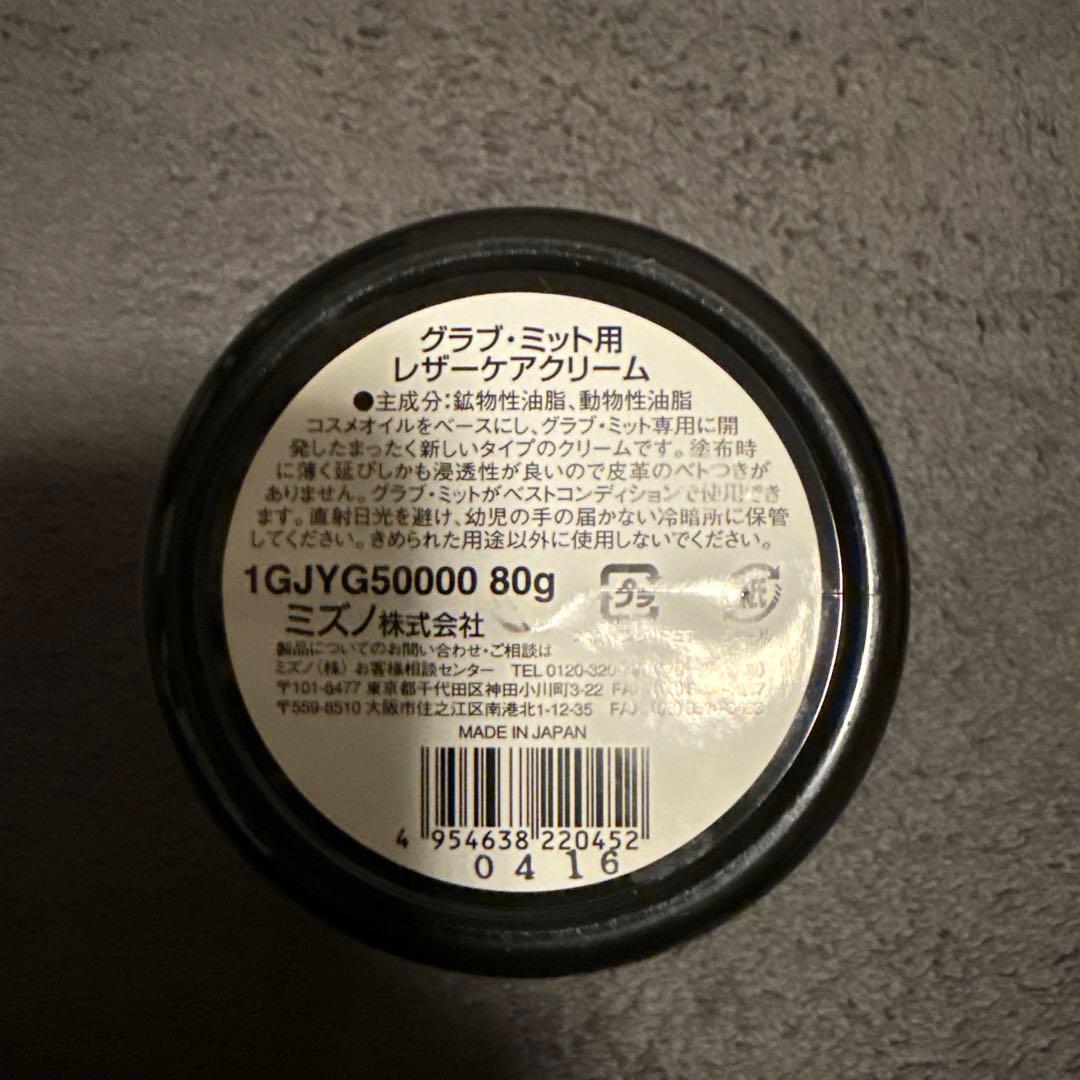 グラブ・ミット用
レザーケアクリーム
●主成分:鉱物性油脂、動物性油脂
コスメオイルをベースにし、グラブ・ミット専用に開
発したまったく新しいタイプのクリームです。塗布時
に薄く延びしかも浸透性が良いので皮革のベトつきが
ありません。グラブ・ミットがベストコンディションで使用でき
ます。直射日光を避け、幼児の手の届かない冷暗所に保管
してください。きめられた用途以外に使用しないでください。
1GJYG50000 80g プラ 紙
ミズノ株式会社
製品についてのお問い合わせ・ご相談は
ミズノ(株) お客様相談センター TEL 0120-320-
〒101-8477 東京都千代田区神田小川町3-22
〒559-8510 大阪市住之江区南港北1-12-35
MADE IN JAPAN
4 954638 220452
0416